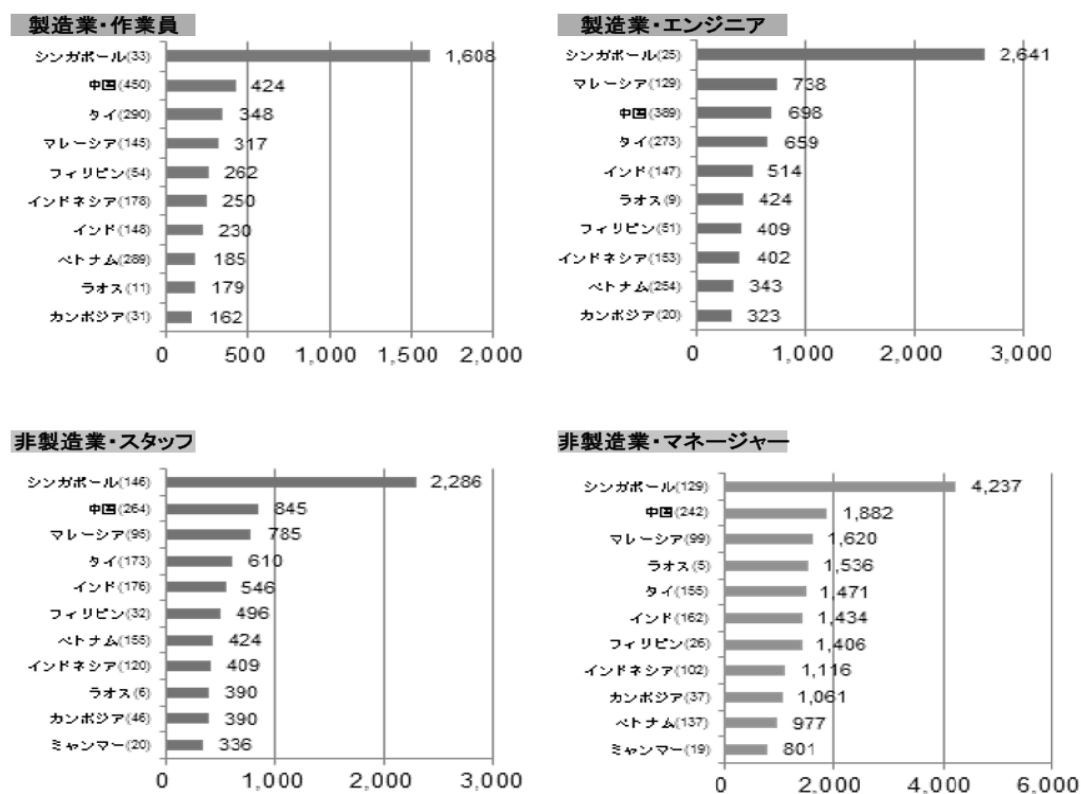 製造業・作業員
シンガポール(33) 1,608
中国(450) 424
タイ(290) 348
マレーシア(145) 317
フィリピン(54) 262
インドネシア(178) 250
インド(148) 230
ベトナム(289) 185
ラオス(11) 179
カンボジア(31) 162
0 500 1,000 1,500 2,000
製造業・エンジニア
シンガポール(25) 2,641
マレーシア(129) 738
中国(389) 698
タイ(273) 659
インド(147) 514
ラオス(9) 424
フィリピン(51) 409
インドネシア(153) 402
ベトナム(254) 343
カンボジア(20) 323
0 1,000 2,000 3,000
非製造業・スタッフ
シンガポール(146) 2,286
中国(264) 845
マレーシア(95) 785
タイ(173) 610
インド(176) 546
フィリピン(32) 496
ベトナム(155) 424
インドネシア(120) 409
ラオス(6) 390
カンボジア(46) 390
ミャンマー(20) 336
0 1,000 2,000 3,000
非製造業・マネージャー
シンガポール(129) 4,237
中国(242) 1,882
マレーシア(99) 1,620
ラオス(5) 1,536
タイ(155) 1,471
インド(162) 1,434
フィリピン(26) 1,406
インドネシア(102) 1,116
カンボジア(37) 1,061
ベトナム(137) 977
ミャンマー(19) 801
0 2,000 4,000 6,000